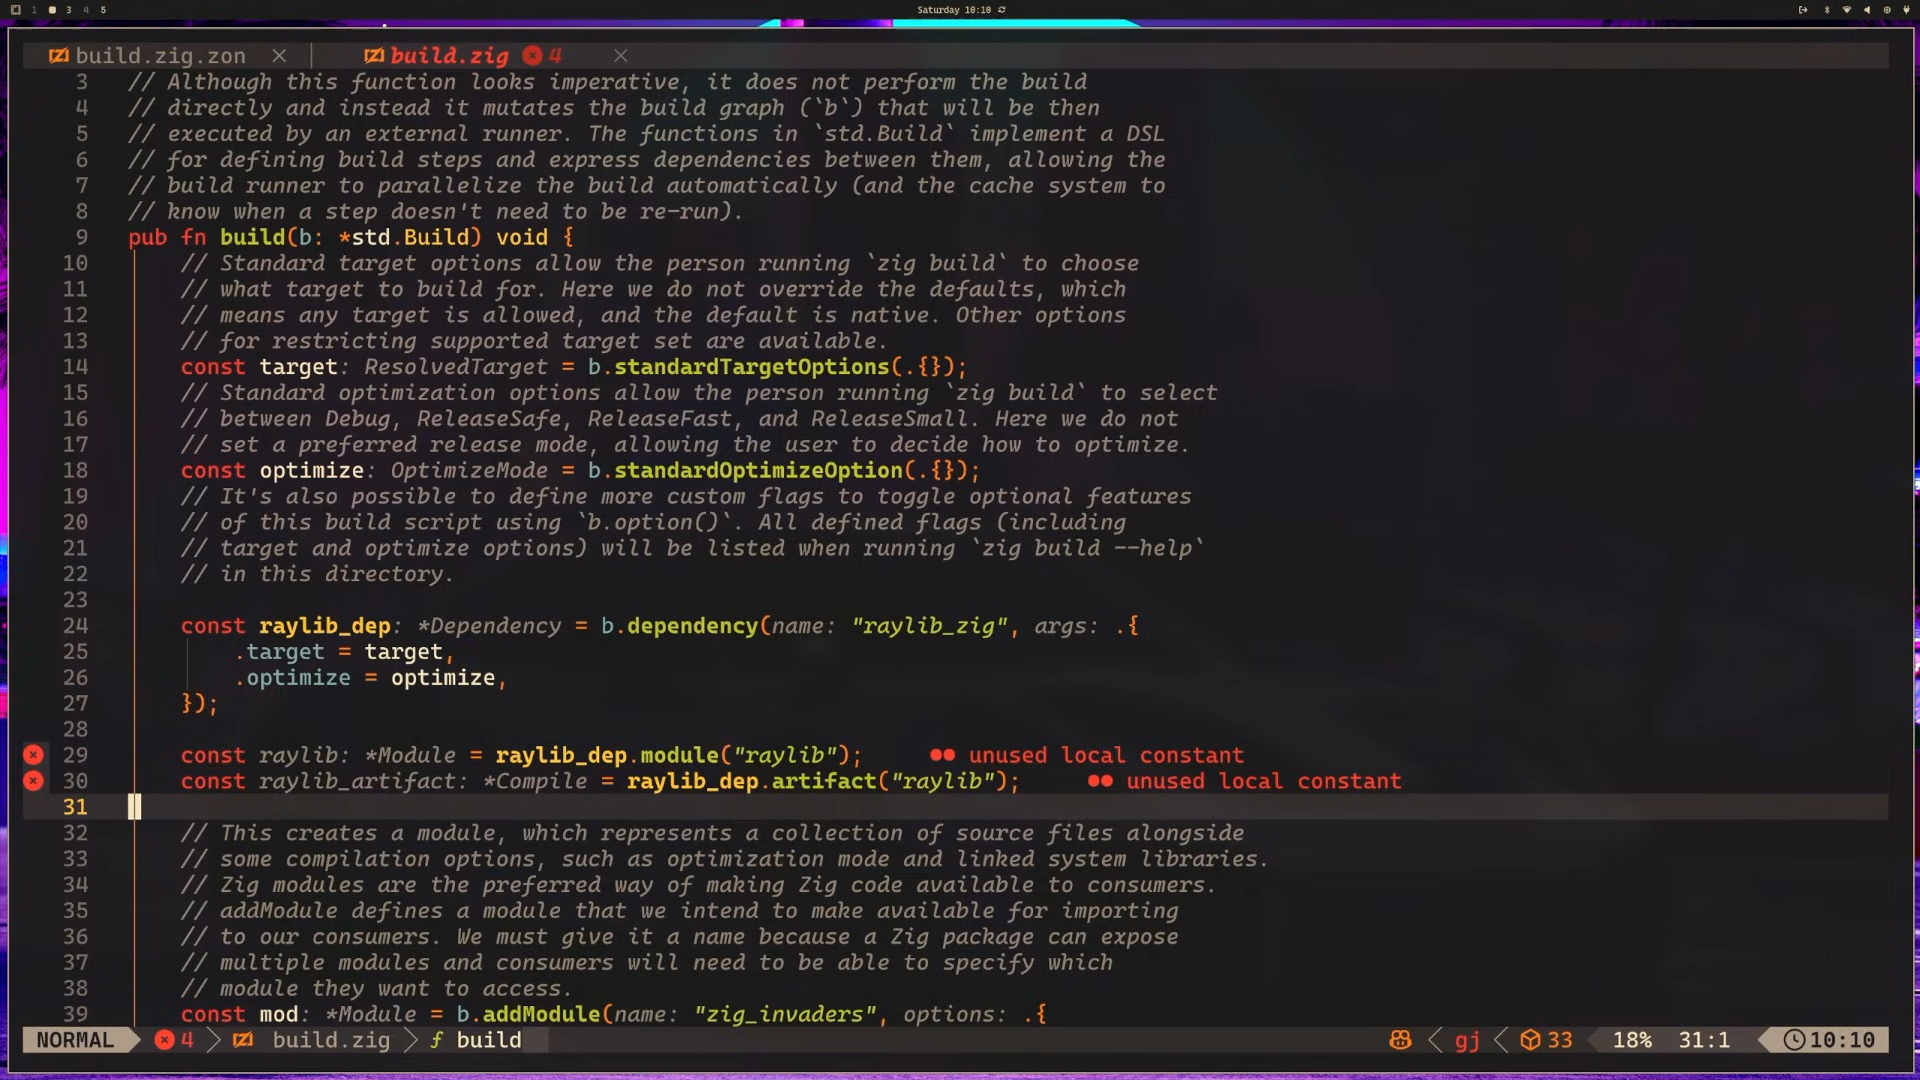 1 3 4 5
Saturday 10:10
build.zig.zon × build.zig 4 ×
3 // Although this function looks imperative, it does not perform the build
4 // directly and instead it mutates the build graph (`b`) that will be then
5 // executed by an external runner. The functions in `std.Build` implement a DSL
6 // for defining build steps and express dependencies between them, allowing the
7 // build runner to parallelize the build automatically (and the cache system to
8 // know when a step doesn't need to be re-run).
9 pub fn build(b: *std.Build) void {
10 // Standard target options allow the person running `zig build` to choose
11 // what target to build for. Here we do not override the defaults, which
12 // means any target is allowed, and the default is native. Other options
13 // for restricting supported target set are available.
14 const target: ResolvedTarget = b.standardTargetOptions(.{});
15 // Standard optimization options allow the person running `zig build` to select
16 // between Debug, ReleaseSafe, ReleaseFast, and ReleaseSmall. Here we do not
17 // set a preferred release mode, allowing the user to decide how to optimize.
18 const optimize: OptimizeMode = b.standardOptimizeOption(.{});
19 // It's also possible to define more custom flags to toggle optional features
20 // of this build script using `b.option()`. All defined flags (including
21 // target and optimize options) will be listed when running `zig build --help`
22 // in this directory.
23
24 const raylib_dep: *Dependency = b.dependency(name: "raylib_zig", args: .{
25 .target = target,
26 .optimize = optimize,
27 });
28
29 const raylib: *Module = raylib_dep.module("raylib"); ●● unused local constant
30 const raylib_artifact: *Compile = raylib_dep.artifact("raylib"); ●● unused local constant
31
32 // This creates a module, which represents a collection of source files alongside
33 // some compilation options, such as optimization mode and linked system libraries.
34 // Zig modules are the preferred way of making Zig code available to consumers.
35 // addModule defines a module that we intend to make available for importing
36 // to our consumers. We must give it a name because a Zig package can expose
37 // multiple modules and consumers will need to be able to specify which
38 // module they want to access.
39 const mod: *Module = b.addModule(name: "zig_invaders", options: .{
NORMAL 4 build.zig f build gj 33 18% 31:1 10:10